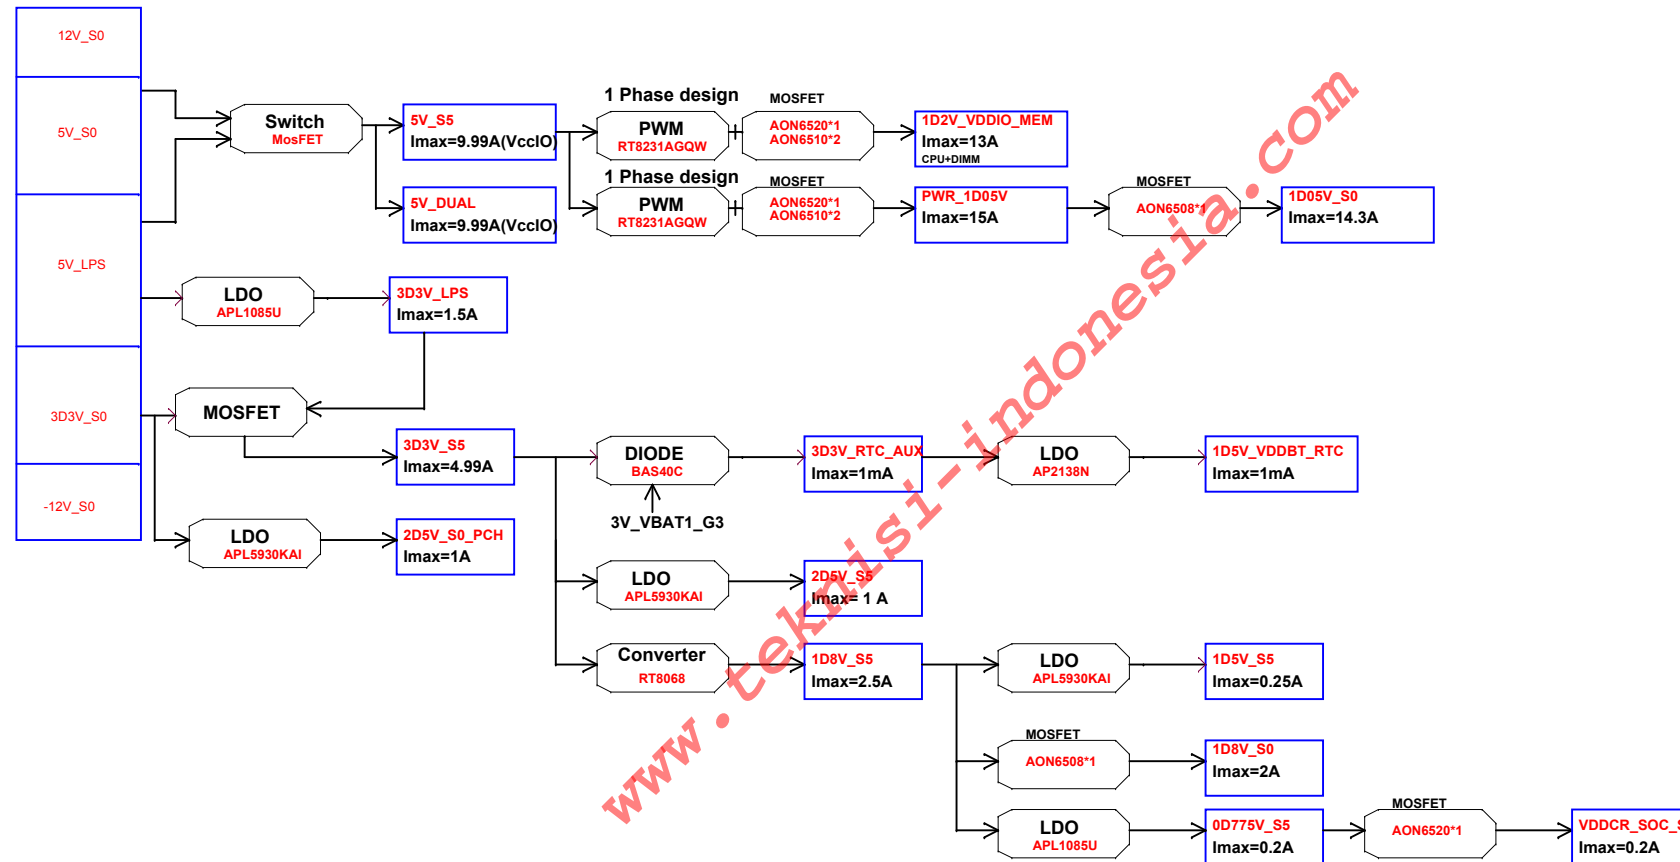 12V_S0
5V_S0
5V_LPS
3D3V_S0
-12V_S0
Switch
MosFET
5V_S5
Imax=9.99A(VccIO)
5V_DUAL
Imax=9.99A(VccIO)
1 Phase design
PWM
RT8231AGQW
MOSFET
AON6520*1
AON6510*2
1D2V_VDDIO_MEM
Imax=13A
CPU+DIMM
1 Phase design
PWM
RT8231AGQW
MOSFET
AON6520*1
AON6510*2
PWR_1D05V
Imax=15A
MOSFET
AON6508*1
1D05V_S0
Imax=14.3A
LDO
APL1085U
3D3V_LPS
Imax=1.5A
MOSFET
3D3V_S5
Imax=4.99A
DIODE
BAS40C
3V_VBAT1_G3
3D3V_RTC_AUX
Imax=1mA
LDO
AP2138N
1D5V_VDDBT_RTC
Imax=1mA
LDO
APL5930KAI
2D5V_S0_PCH
Imax=1A
LDO
APL5930KAI
2D5V_S5
Imax= 1 A
Converter
RT8068
1D8V_S5
Imax=2.5A
LDO
APL5930KAI
1D5V_S5
Imax=0.25A
MOSFET
AON6508*1
1D8V_S0
Imax=2A
LDO
APL1085U
0D775V_S5
Imax=0.2A
MOSFET
AON6520*1
VDDCR_SOC_S
Imax=0.2A
www.teknisi-indonesia.com